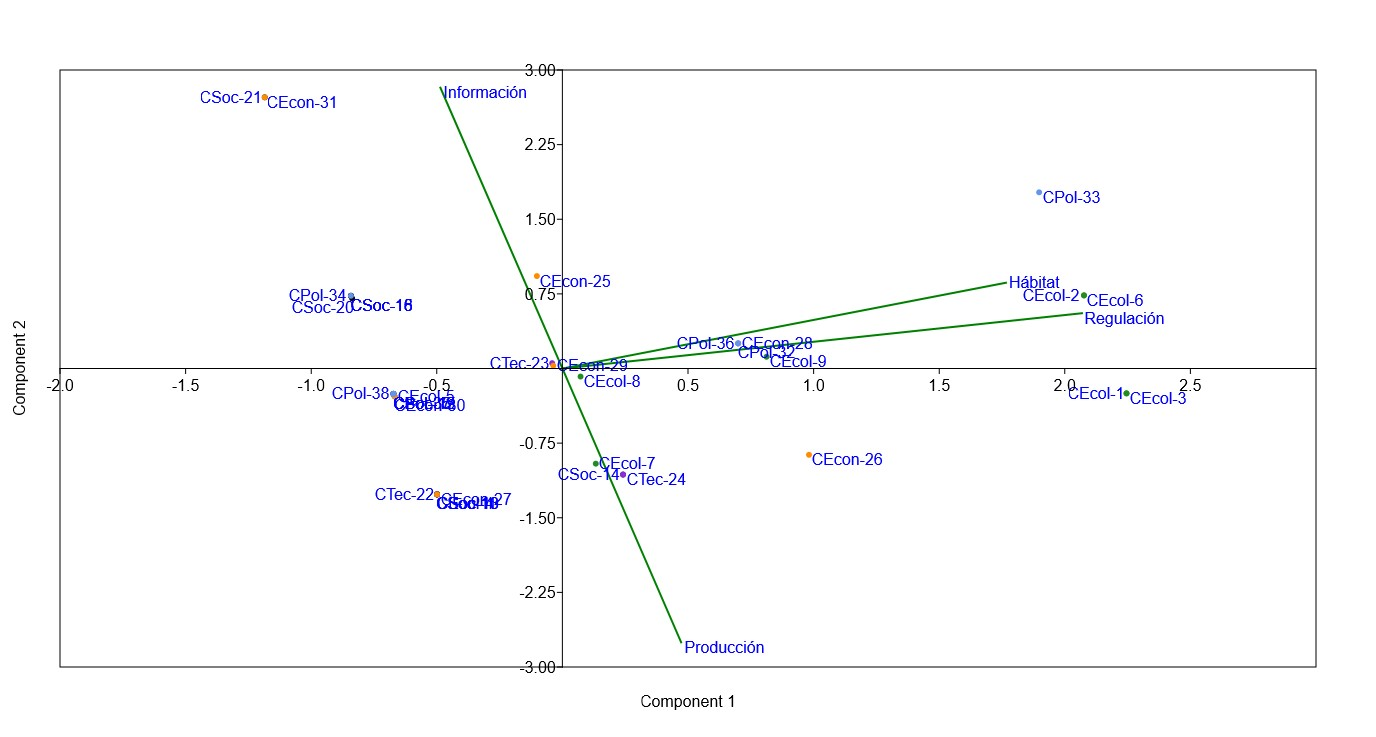 3.00
Información
CSoc-21
CEcon-31
2.25
CPol-33
1.50
CEcon-25
Hábitat
0.75
CPol-34
CSoc-20
CEcol-2
CEcol-6
Regulación
CPol-36
CEcon-28
CPol-32
CEcol-9
CTec-23
CEcon-29
CEcol-8
-2.0
-1.5
-1.0
-0.5
0.5
1.0
1.5
2.0
2.5
CPol-38
CEcol-5
CEcol-1
CEcol-3
-0.75
CEcon-26
CEcol-7
CSoc-14
CTec-24
CTec-22
CEcon-27
-1.50
-2.25
Producción
-3.00
Component 1
Component 2